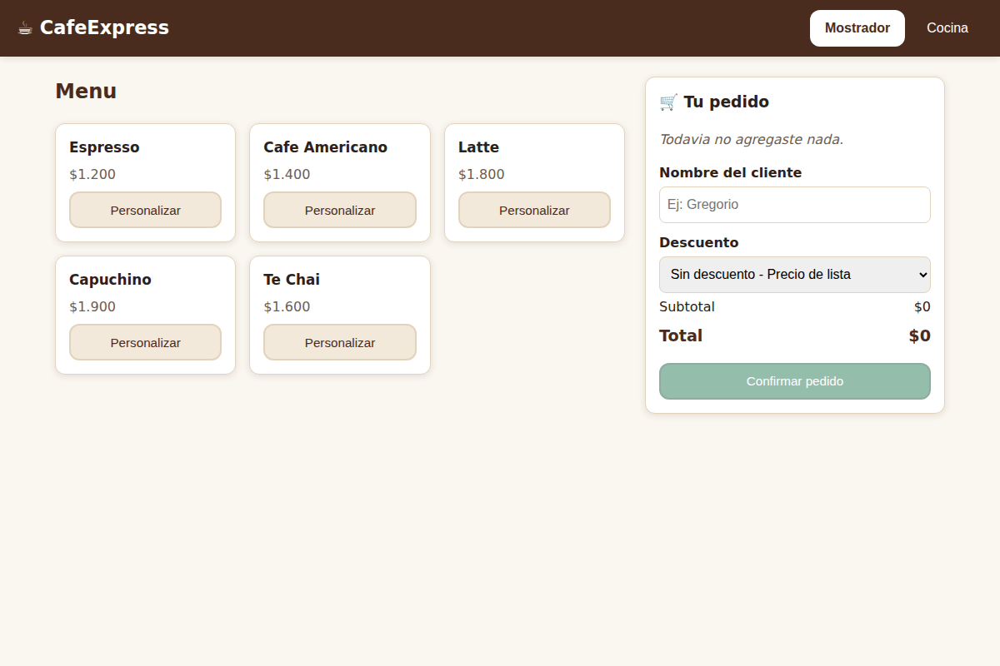 ☕ CafeExpress
Mostrador
Cocina
Menu
Espresso
$1.200
Personalizar
Cafe Americano
$1.400
Personalizar
Latte
$1.800
Personalizar
Capuchino
$1.900
Personalizar
Te Chai
$1.600
Personalizar
🛒 Tu pedido
Todavia no agregaste nada.
Nombre del cliente
Ej: Gregorio
Descuento
Sin descuento - Precio de lista
Subtotal $0
Total $0
Confirmar pedido